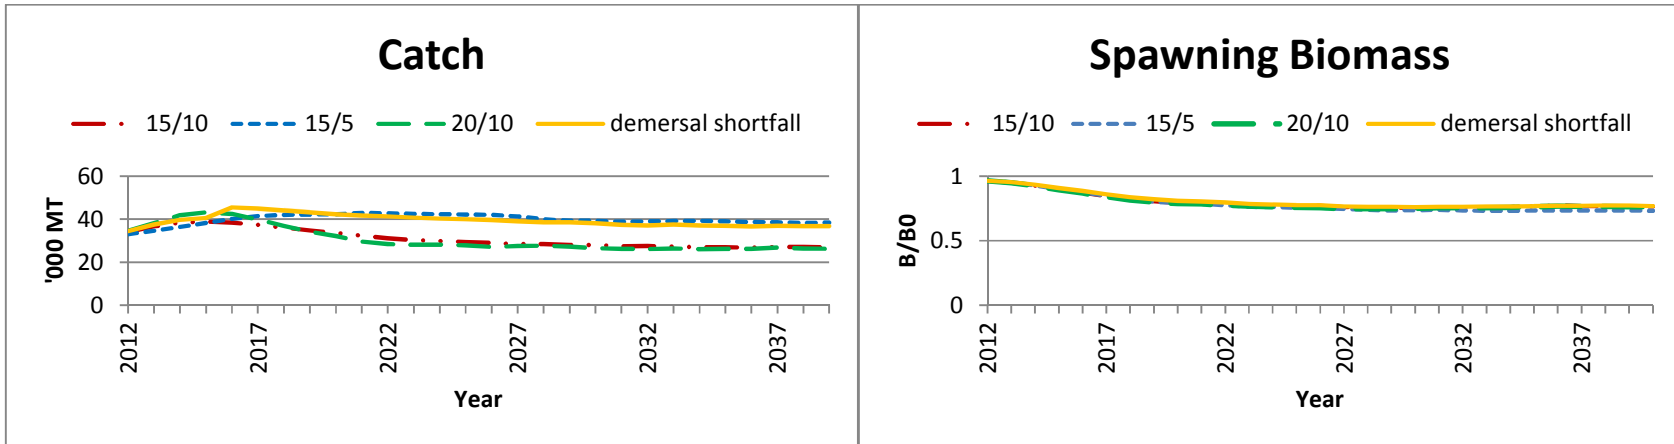 Catch
15/10 15/5 20/10 demersal shortfall
60
40
20
0
'000 MT
2012 2017 2022 2027 2032 2037
Year
Spawning Biomass
15/10 15/5 20/10 demersal shortfall
1
0.5
0
B/B0
2012 2017 2022 2027 2032 2037
Year